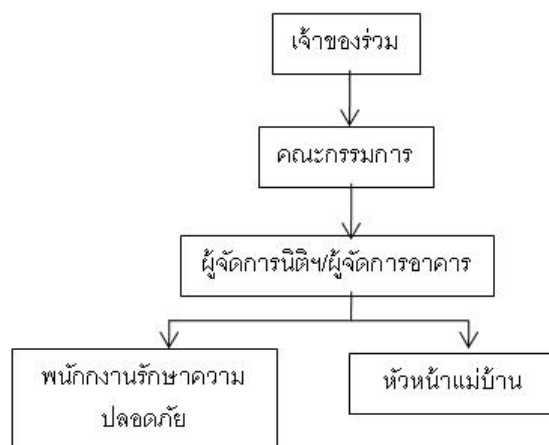 เจ้าของร่วม
คณะกรรมการ
ผู้จัดการนิติฯ/ผู้จัดการอาคาร
พนักกงานรักษาความ
ปลอดภัย
หัวหน้าแม่บ้าน